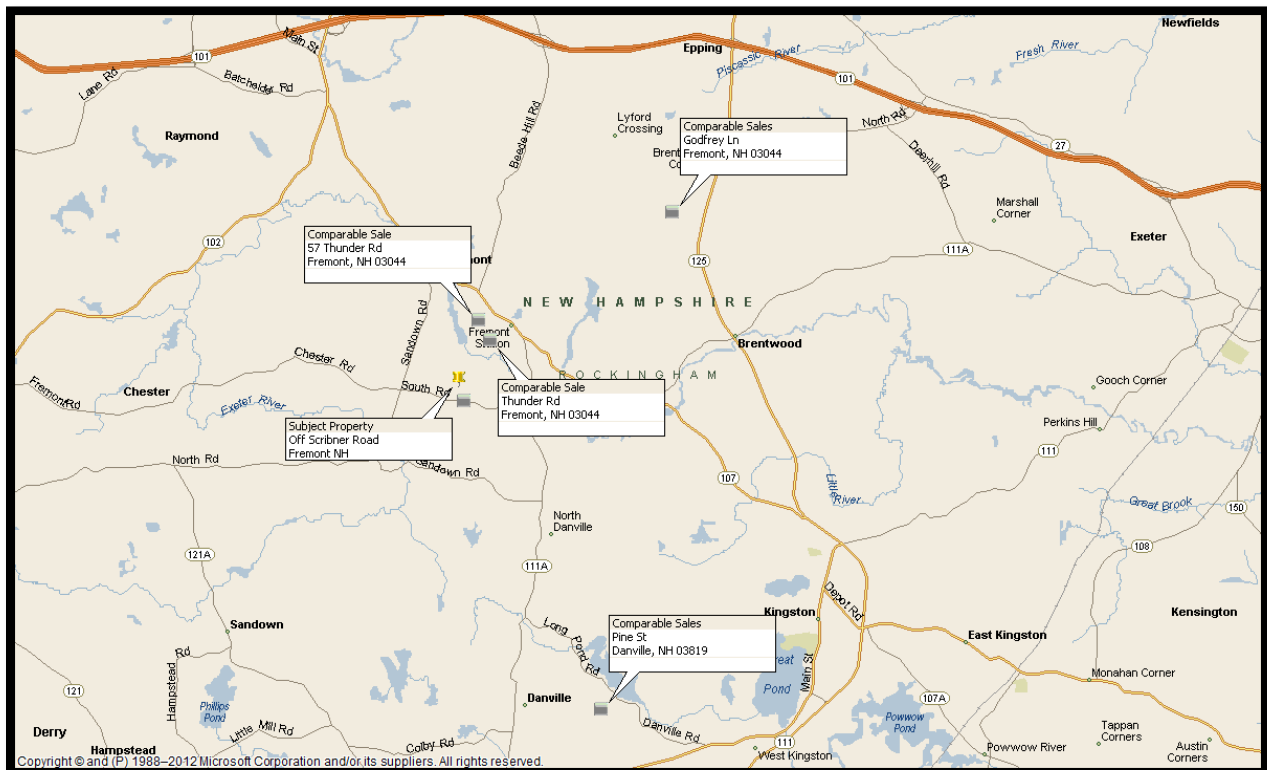 Newfields
Main St
101
Epping
Piscassic River
Fresh River
Lane Rd
Batchelder Rd
101
Beede Hill Rd
Lyford
Crossing
North Rd
27
Raymond
Comparable Sales
Godfrey Ln
Fremont, NH 03044
Deerhill Rd
Marshall
Corner
Exeter
102
111A
125
Comparable Sale
57 Thunder Rd
Fremont, NH 03044
NEW HAMPSHIRE
Sandown Rd
Fremont
Station
Brentwood
ROCKINGHAM
Chester Rd
Chester
Fremont Rd
Exeter River
South Rd
Comparable Sale
Thunder Rd
Fremont, NH 03044
Gooch Corner
Perkins Hill
Subject Property
Off Scribner Road
Fremont NH
North Rd
Sandown Rd
107
111
Little River
Great Brook
150
North
Danville
108
121A
111A
Depot Rd
Kingston
Kensington
Sandown
Long Pond Rd
Comparable Sales
Pine St
Danville, NH 03819
East Kingston
Great
Pond
Main St
Monahan Corner
Hampstead Rd
121
Phillips
Pond
Danville
107A
Powwow
Pond
Little Mill Rd
Danville Rd
Tappan
Corners
Derry
Hampstead
Colby Rd
111
West Kingston
Powwow River
Austin
Corners
Copyright © and (P) 1988–2012 Microsoft Corporation and/or its suppliers. All rights reserved.